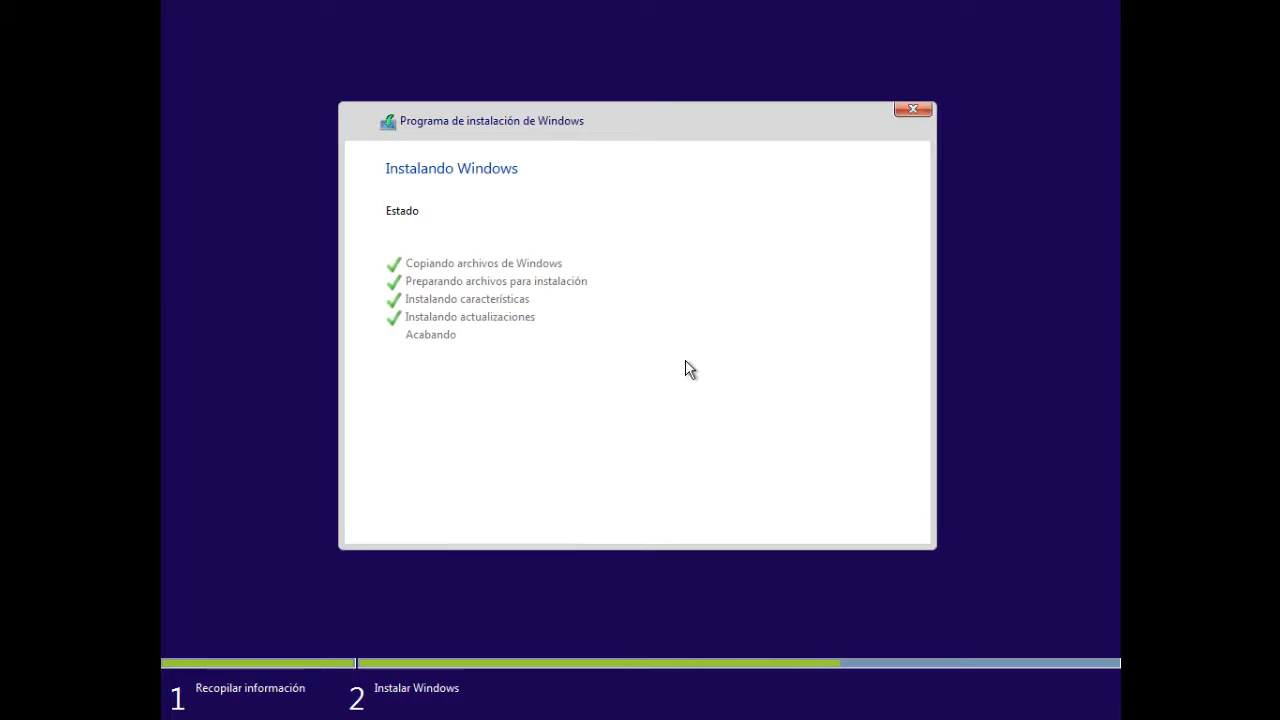 Programa de instalación de Windows
Instalando Windows
Estado
Copiando archivos de Windows
Preparando archivos para instalación
Instalando características
Instalando actualizaciones
Acabando
1 Recopilar información
2 Instalar Windows